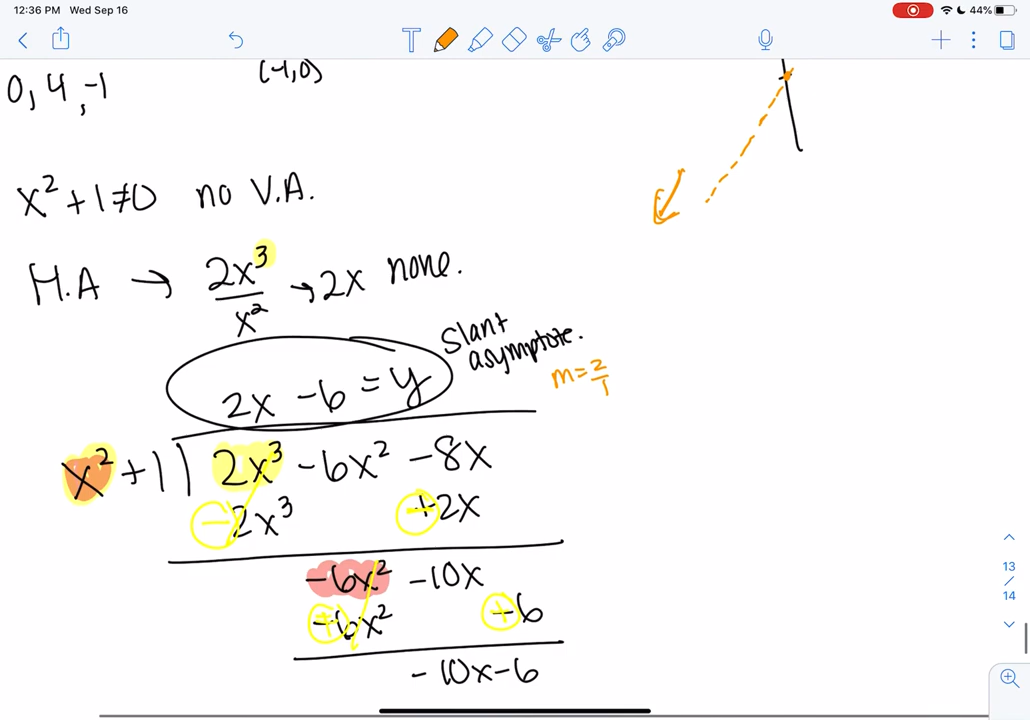 12:36 PM Wed Sep 16 44%
T
(4,0)
0, 4, -1
x² + 1 ≠ 0 no V.A.
H.A → 2x³/x² → 2x none.
Slant asymptote.
2x - 6 = y
m = 2/1
x² + 1 ) 2x³ - 6x² - 8x
- 2x³ + 2x
-6x² - 10x
+ 6x² + 6
- 10x - 6
13 / 14